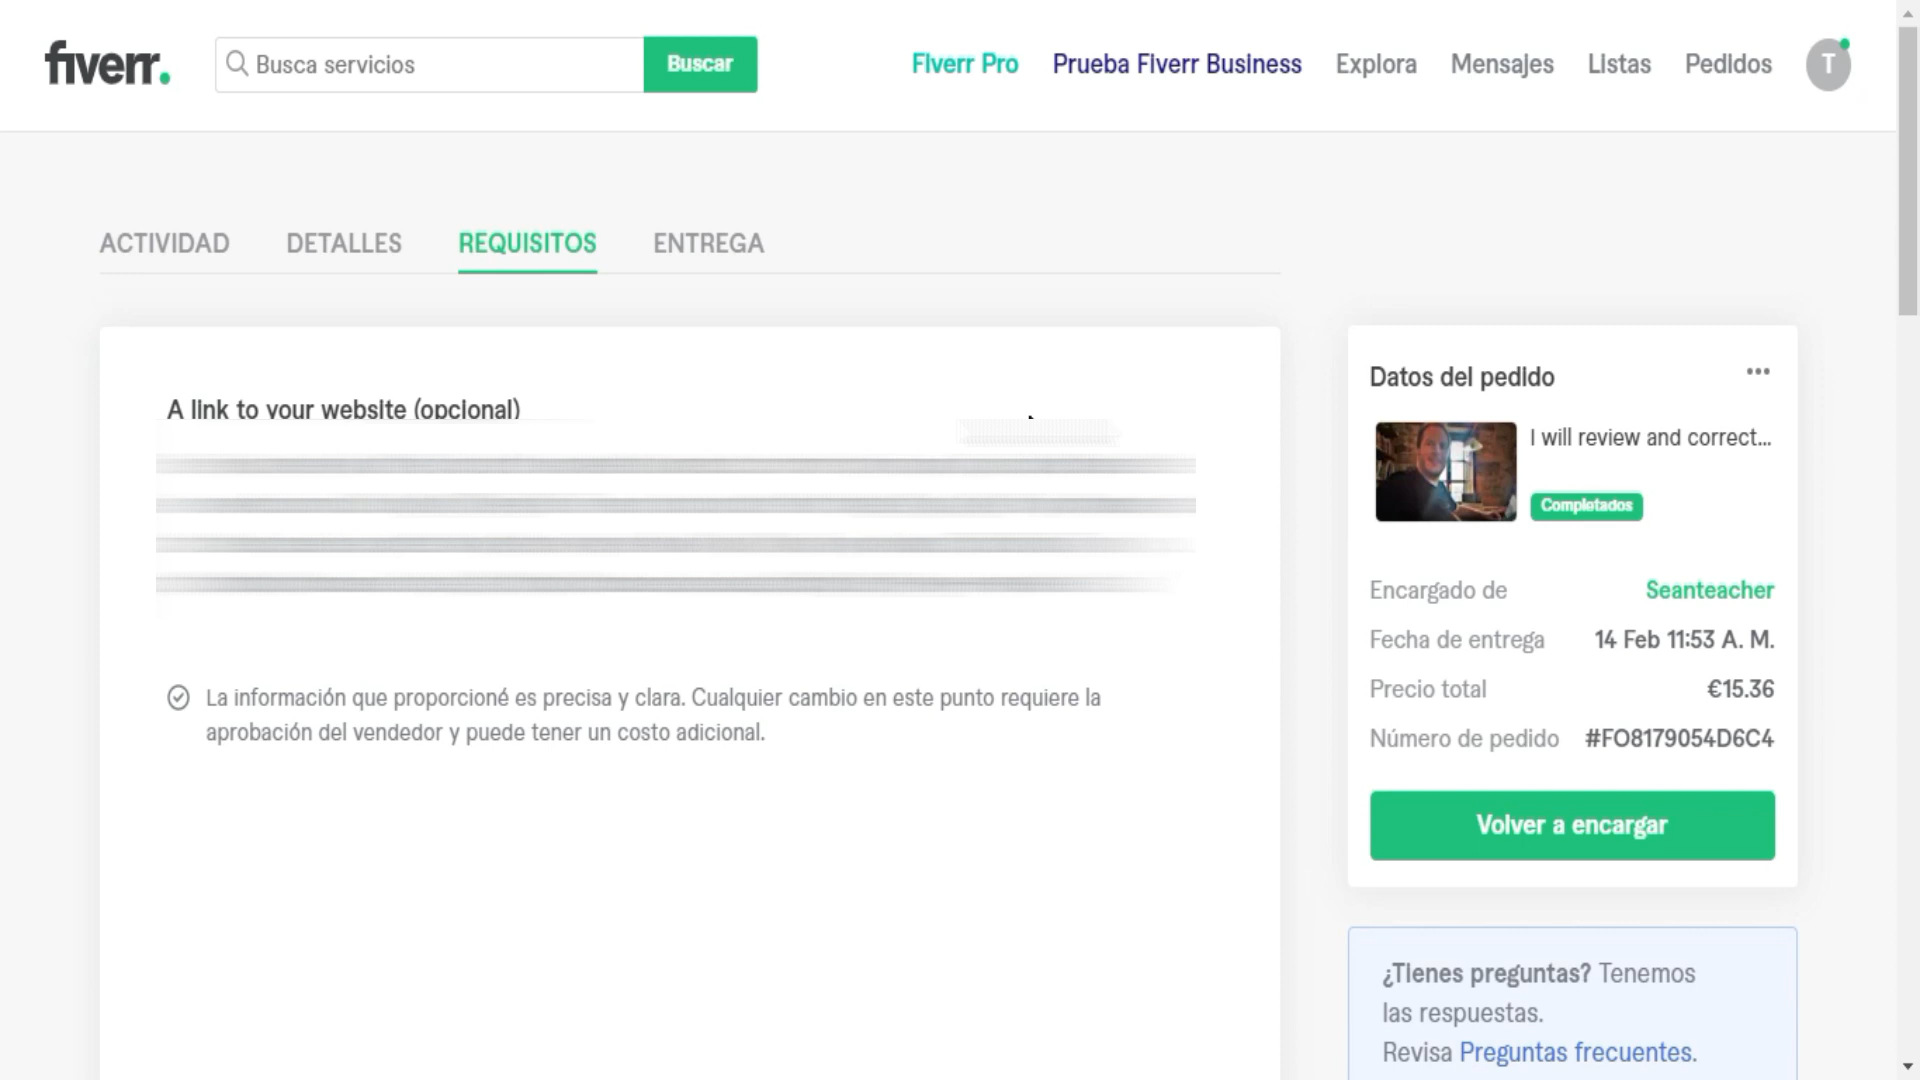 fiverr.
Busca servicios
Buscar
Fiverr Pro
Prueba Fiverr Business
Explora
Mensajes
Listas
Pedidos
T
ACTIVIDAD
DETALLES
REQUISITOS
ENTREGA
A link to your website (opcional)
La información que proporcioné es precisa y clara. Cualquier cambio en este punto requiere la
aprobación del vendedor y puede tener un costo adicional.
Datos del pedido
I will review and correct...
Completados
Encargado de
Seanteacher
Fecha de entrega
14 Feb 11:53 A. M.
Precio total
€15.36
Número de pedido
#FO8179054D6C4
Volver a encargar
¿Tienes preguntas? Tenemos
las respuestas.
Revisa Preguntas frecuentes.